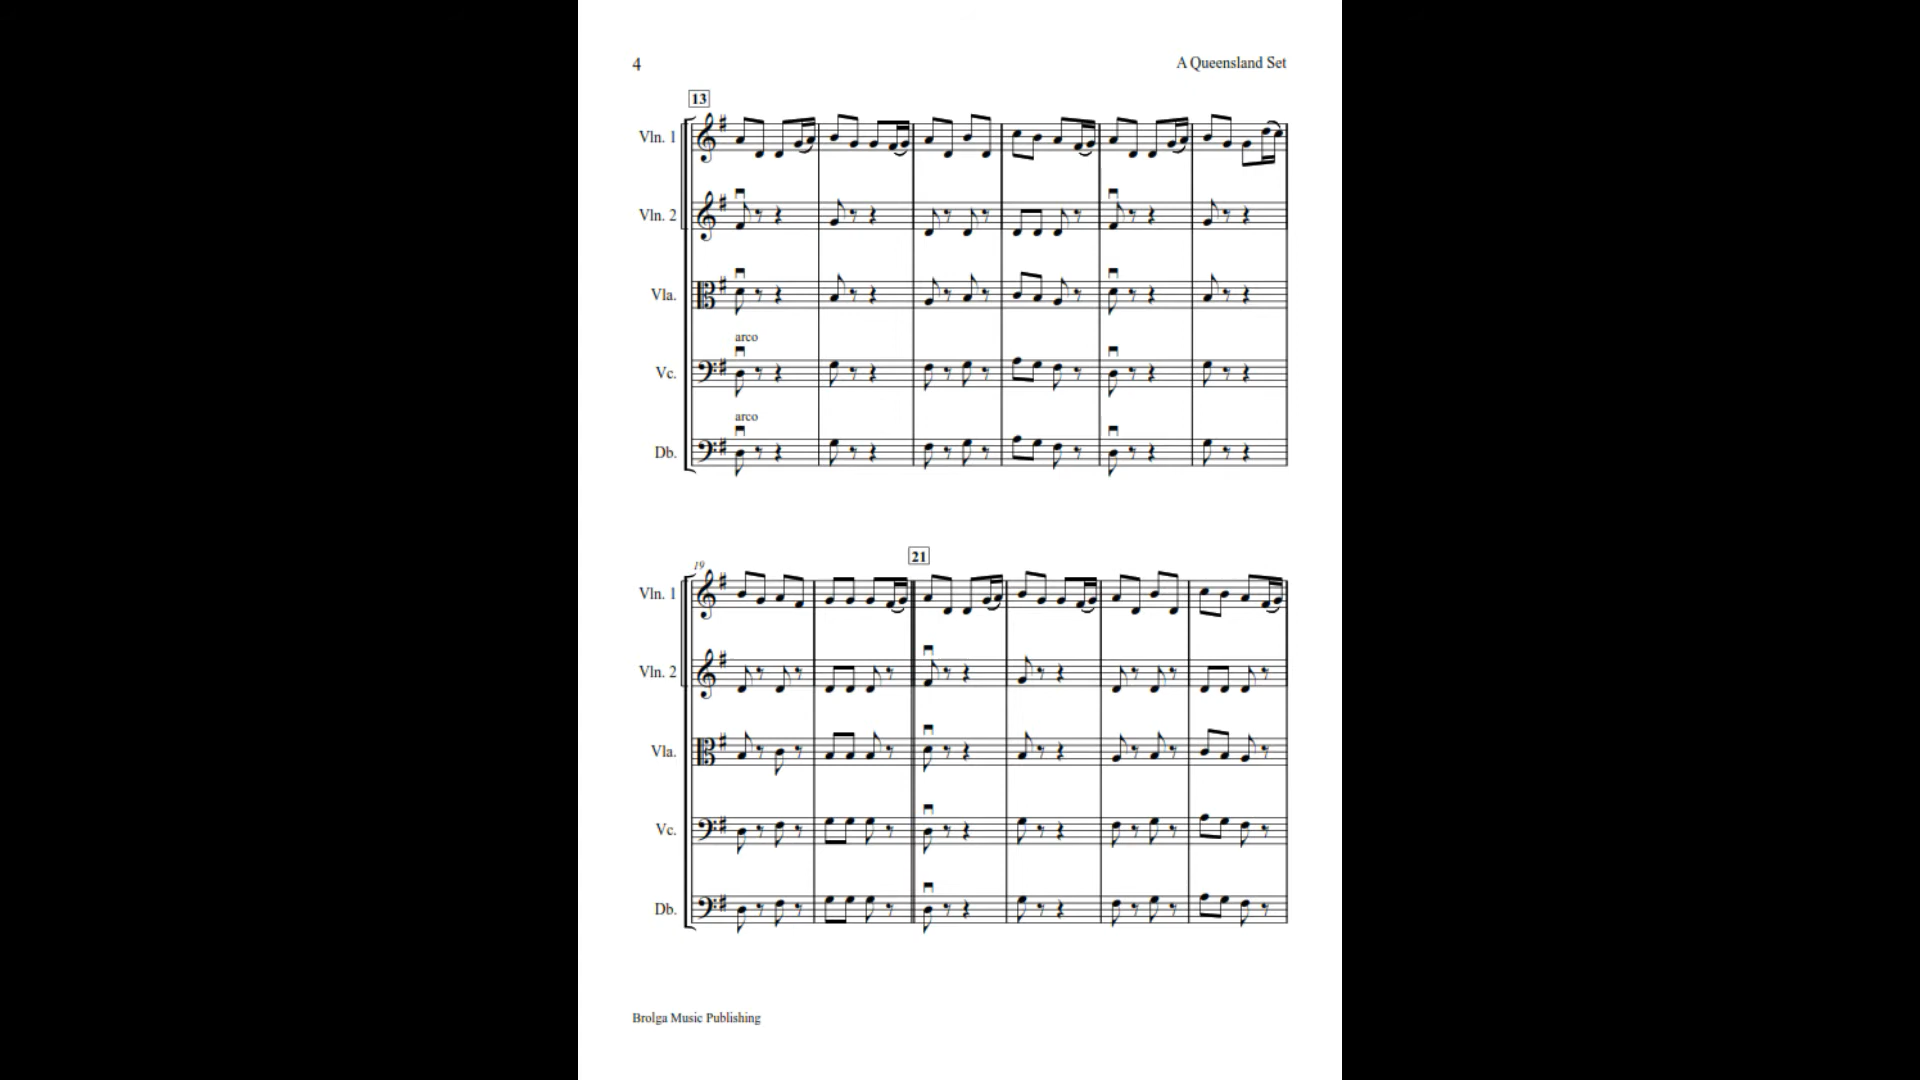 4
A Queensland Set
13
Vln. 1
Vln. 2
Vla.
arco
Vc.
arco
Db.
19
21
Vln. 1
Vln. 2
Vla.
Vc.
Db.
Brolga Music Publishing